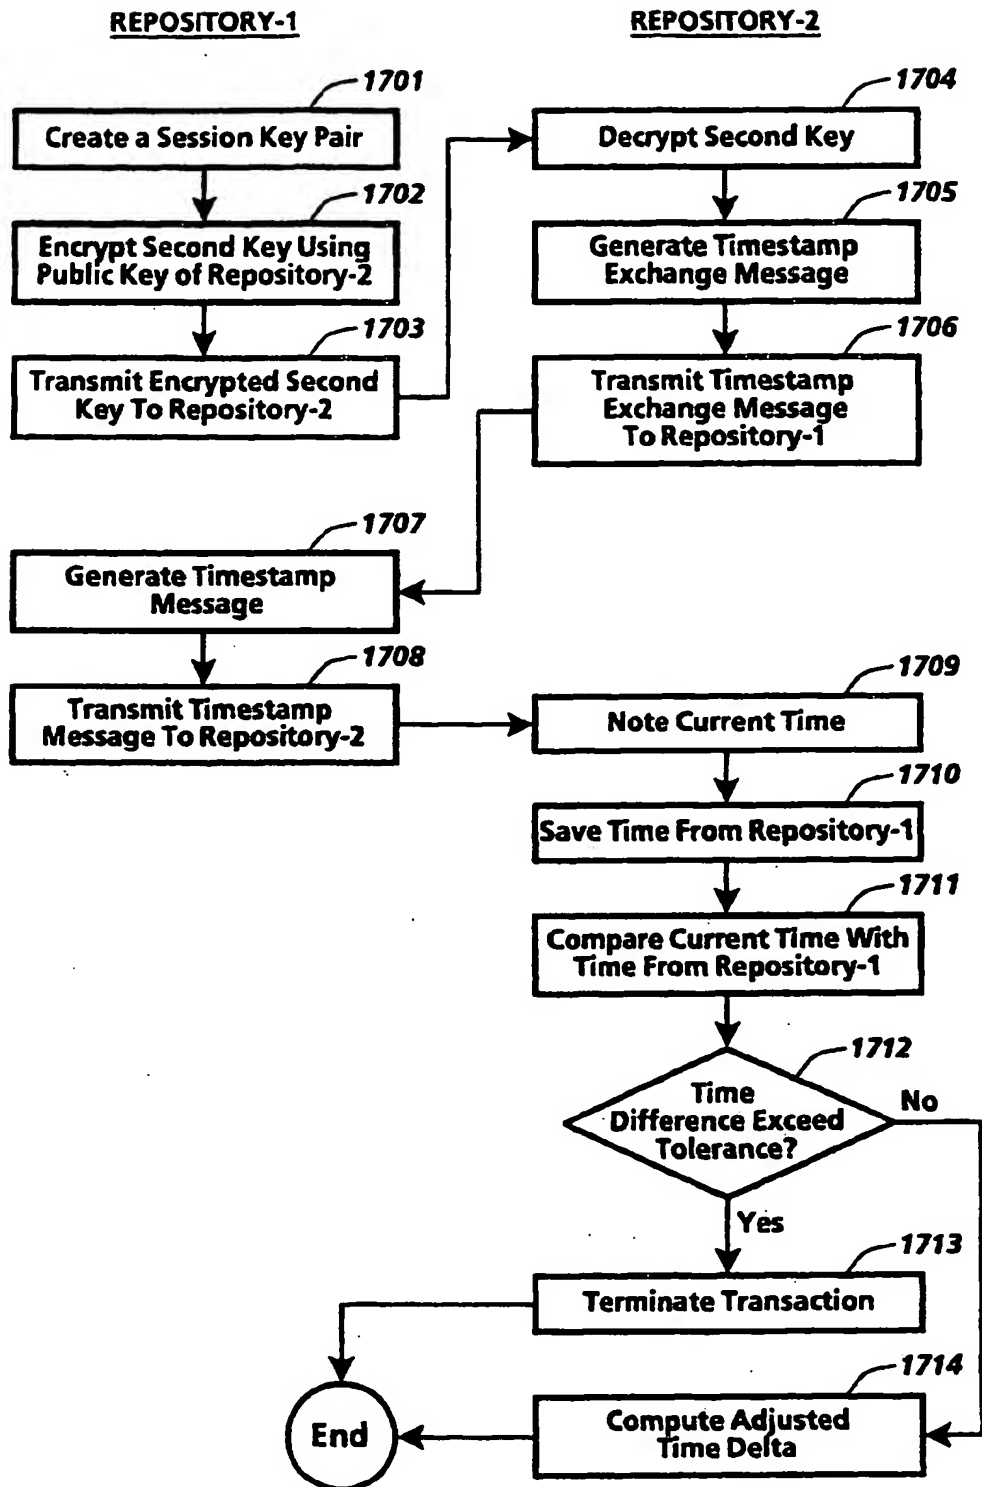 REPOSITORY-1
1701
Create a Session Key Pair
1702
Encrypt Second Key Using
Public Key of Repository-2
1703
Transmit Encrypted Second
Key To Repository-2
REPOSITORY-2
1704
Decrypt Second Key
1705
Generate Timestamp
Exchange Message
1706
Transmit Timestamp
Exchange Message
To Repository-1
1707
Generate Timestamp
Message
1708
Transmit Timestamp
Message To Repository-2
1709
Note Current Time
1710
Save Time From Repository-1
1711
Compare Current Time With
Time From Repository-1
1712
Time
Difference Exceed
Tolerance?
No
Yes
1713
Terminate Transaction
1714
Compute Adjusted
Time Delta
End